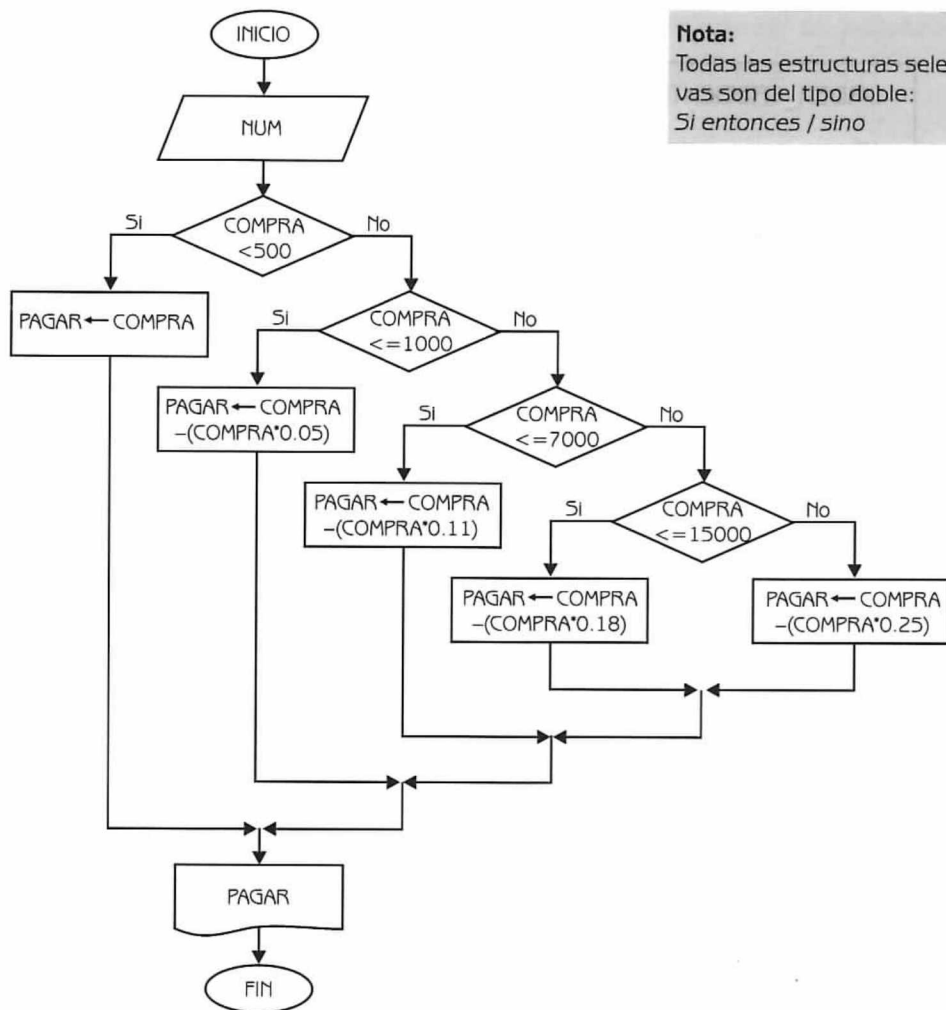 INICIO
Nota:
Todas las estructuras sele
vas son del tipo doble:
Si entonces / sino
NUM
Si
COMPRA
<500
No
PAGAR ← COMPRA
Si
COMPRA
<=1000
No
PAGAR ← COMPRA
–(COMPRA*0.05)
Si
COMPRA
<=7000
No
PAGAR ← COMPRA
–(COMPRA*0.11)
Si
COMPRA
<=15000
No
PAGAR ← COMPRA
–(COMPRA*0.18)
PAGAR ← COMPRA
–(COMPRA*0.25)
PAGAR
FIN